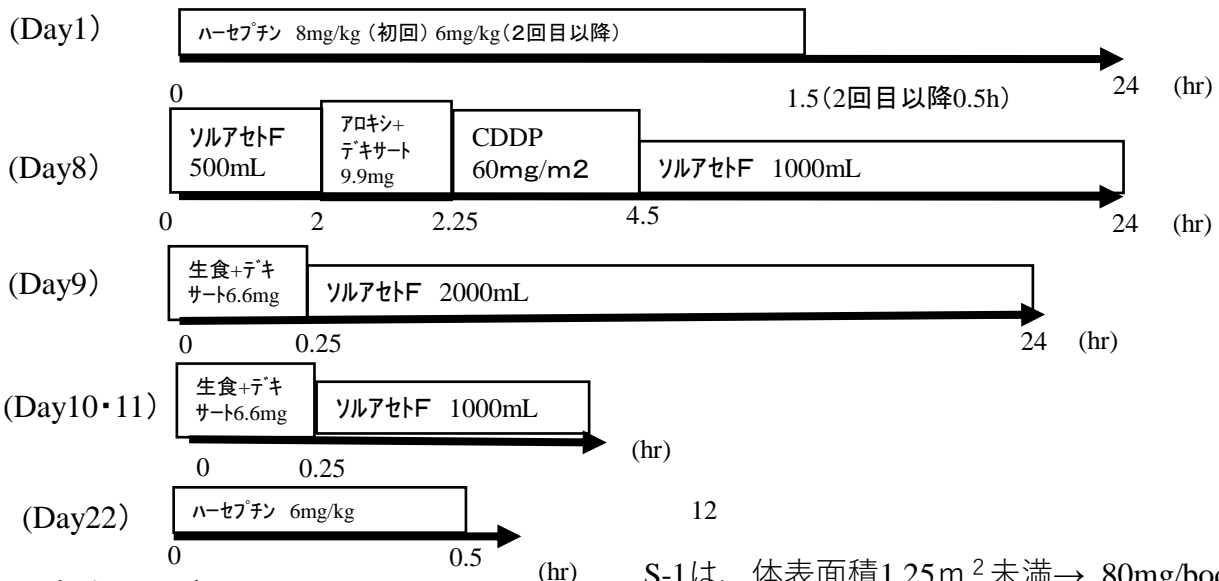 (Day1)
ハーセプチン 8mg/kg (初回) 6mg/kg(2回目以降)
0
1.5(2回目以降0.5h)
24 (hr)
(Day8)
ソルアセトF
500mL
アロキシ+
デキサート
9.9mg
CDDP
60mg/m2
ソルアセトF 1000mL
0 2 2.25 4.5 24 (hr)
(Day9)
生食+デキ
サート6.6mg
ソルアセトF 2000mL
0 0.25 24 (hr)
(Day10・11)
生食+デキ
サート6.6mg
ソルアセトF 1000mL
0 0.25 (hr)
(Day22)
ハーセプチン 6mg/kg
12
0 0.5 (hr)
S-1は、体表面積1.25m²未満→ 80mg/bo